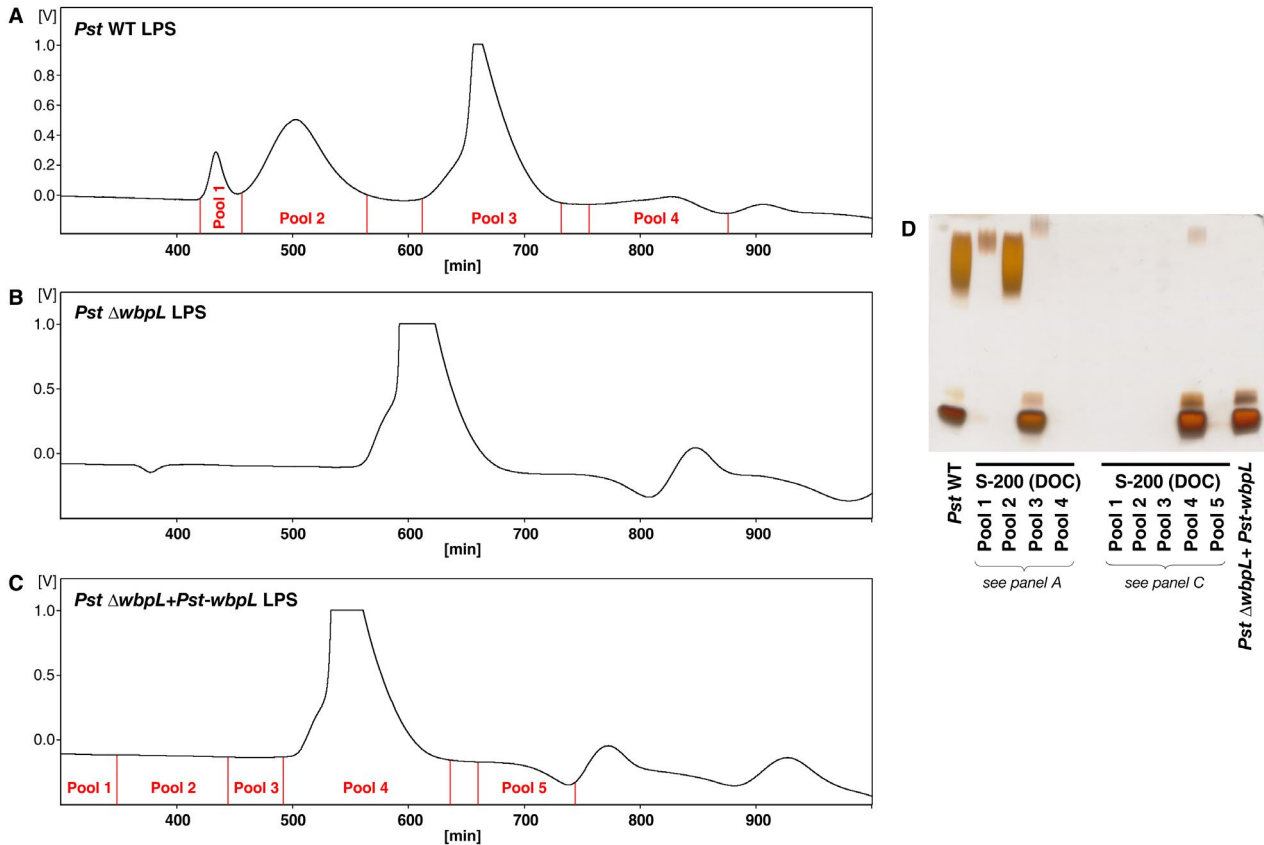 A
[V]
Pst WT LPS
1.0
0.8
0.6
0.4
0.2
0.0
Pool 1
Pool 2
Pool 3
Pool 4
400 500 600 700 800 900
[min]
B
[V]
Pst ΔwbpL LPS
1.0
0.5
0.0
400 500 600 700 800 900
[min]
C
[V]
Pst ΔwbpL+Pst-wbpL LPS
1.0
0.5
0.0
Pool 1 Pool 2 Pool 3 Pool 4 Pool 5
400 500 600 700 800 900
[min]
D
Pst WT
S-200 (DOC)
Pool 1
Pool 2
Pool 3
Pool 4
see panel A
S-200 (DOC)
Pool 1
Pool 2
Pool 3
Pool 4
Pool 5
see panel C
Pst ΔwbpL+ Pst-wbpL